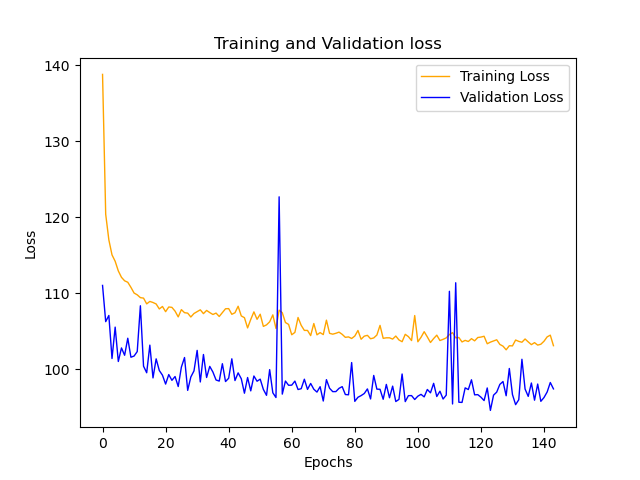 Training and Validation loss
Training Loss
Validation Loss
Loss
140
130
120
110
100
0 20 40 60 80 100 120 140
Epochs